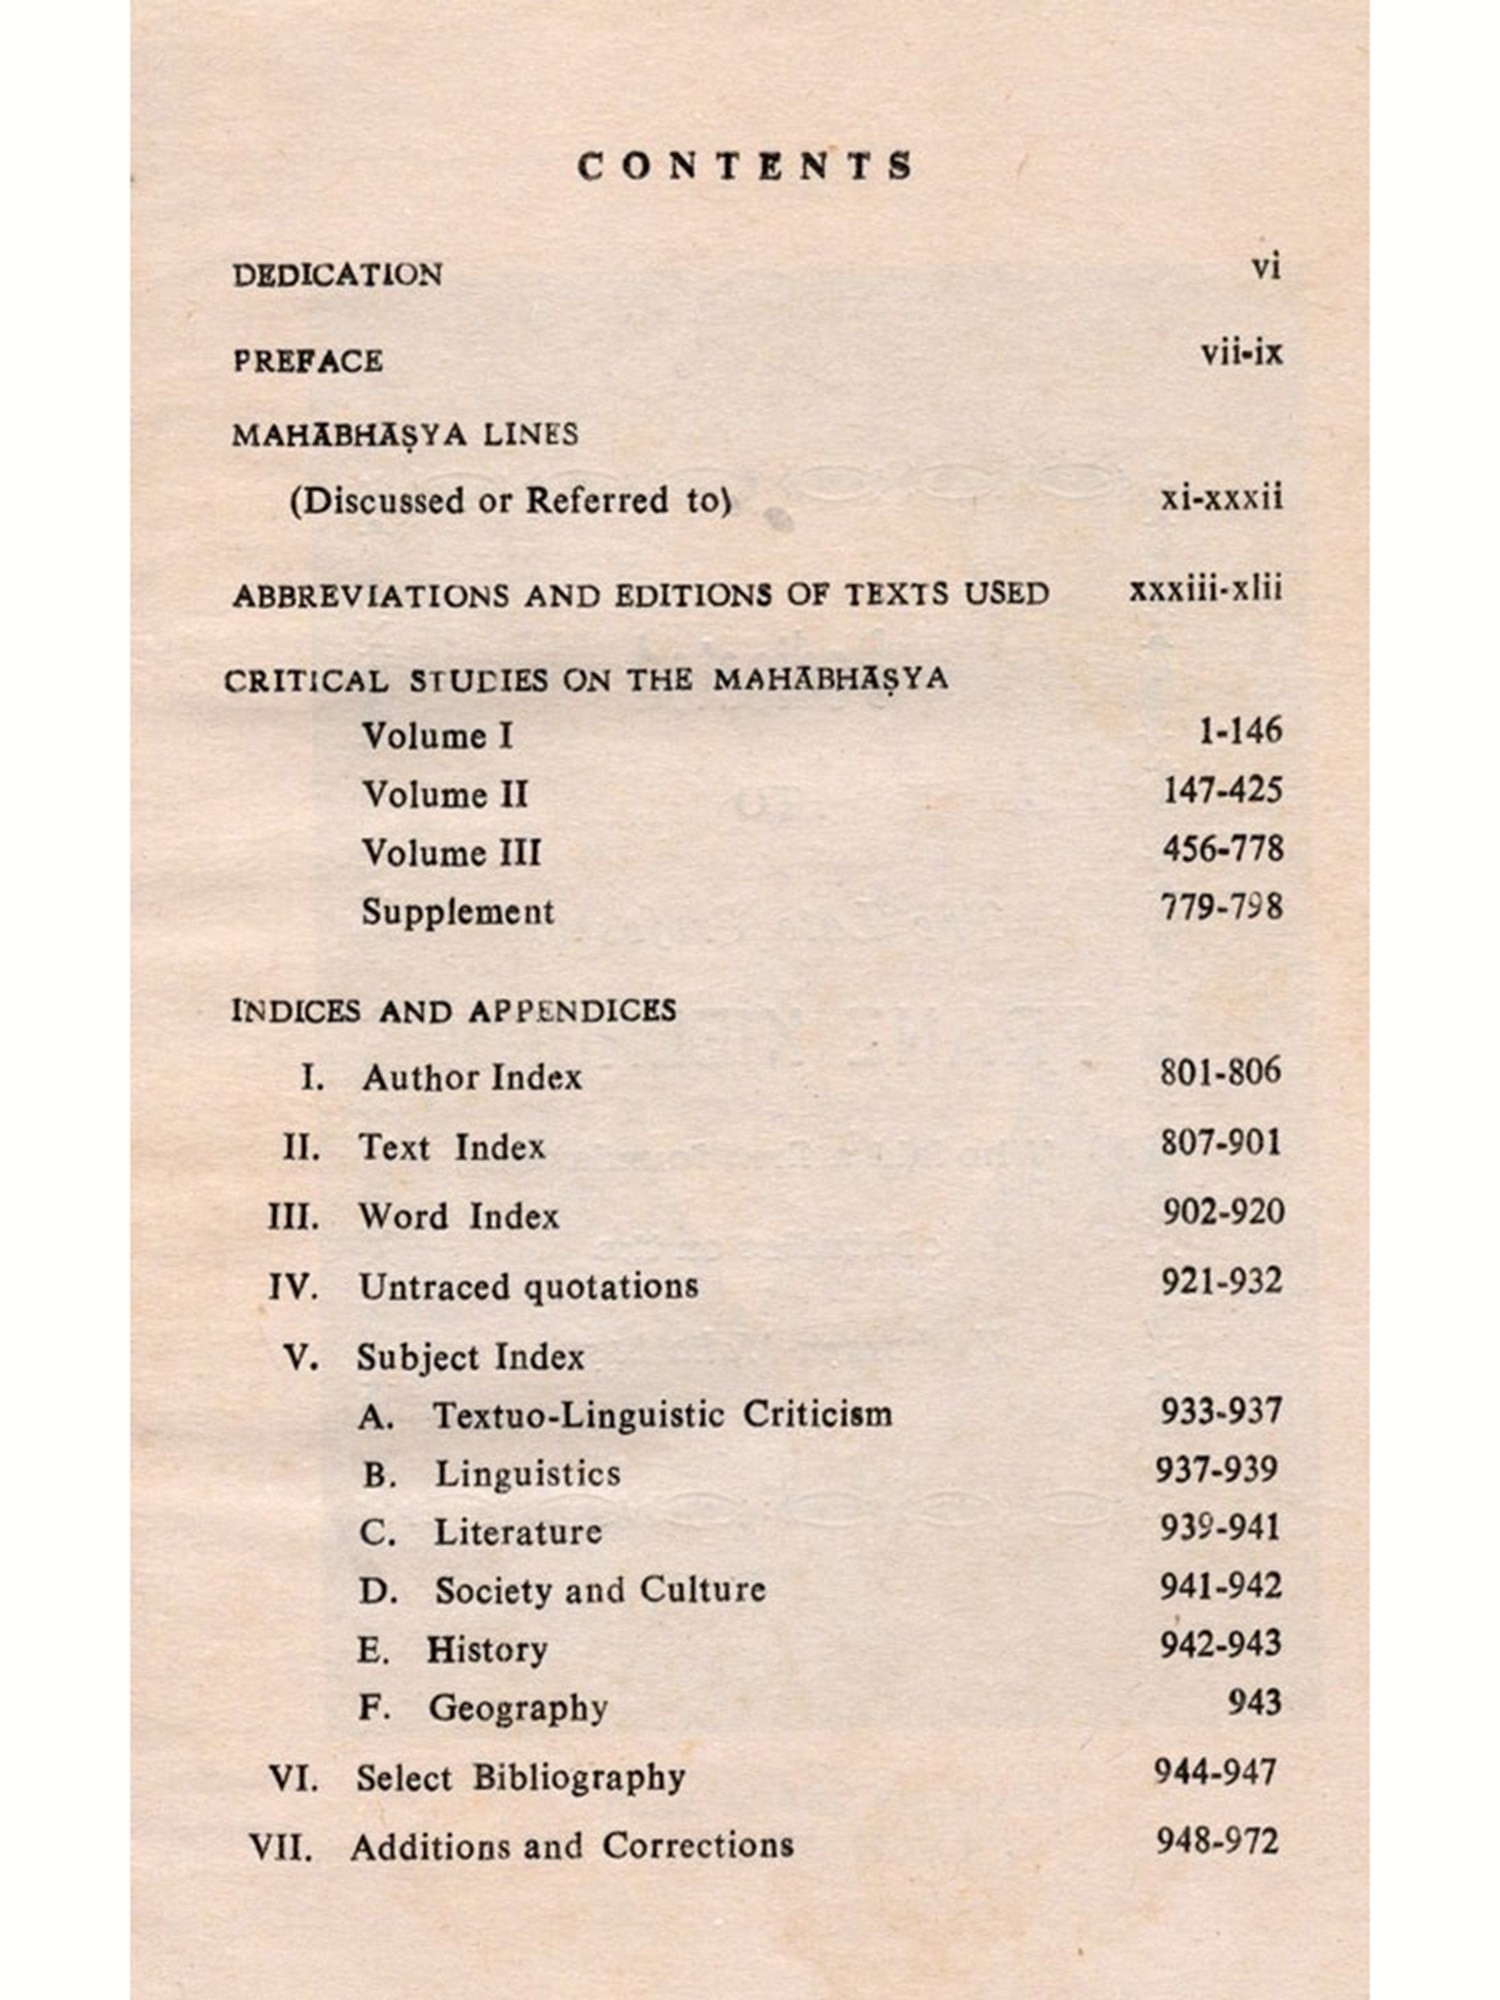 CONTENTS
DEDICATION vi
PREFACE vii-ix
MAHĀBHĀṢYA LINES
(Discussed or Referred to) xi-xxxii
ABBREVIATIONS AND EDITIONS OF TEXTS USED xxxiii-xlii
CRITICAL STUDIES ON THE MAHĀBHĀṢYA
Volume I 1-146
Volume II 147-425
Volume III 456-778
Supplement 779-798
INDICES AND APPENDICES
I. Author Index 801-806
II. Text Index 807-901
III. Word Index 902-920
IV. Untraced quotations 921-932
V. Subject Index
A. Textuo-Linguistic Criticism 933-937
B. Linguistics 937-939
C. Literature 939-941
D. Society and Culture 941-942
E. History 942-943
F. Geography 943
VI. Select Bibliography 944-947
VII. Additions and Corrections 948-972